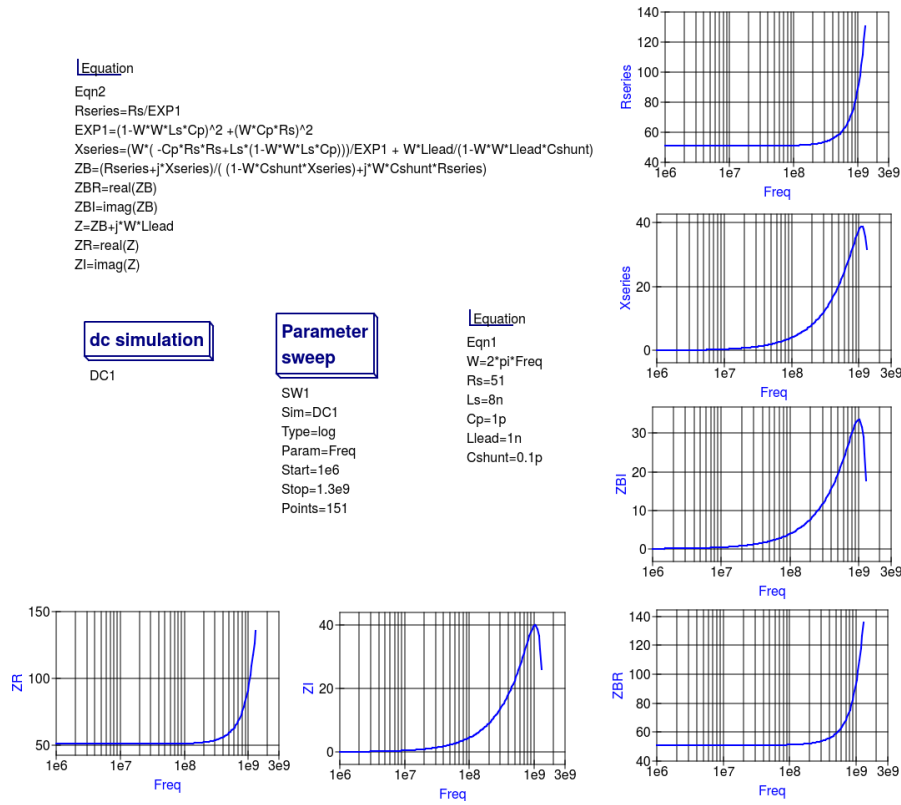 Equation
Eqn2
Rseries=Rs/EXP1
EXP1=(1-W*W*Ls*Cp)^2 +(W*Cp*Rs)^2
Xseries=(W*( -Cp*Rs*Rs+Ls*(1-W*W*Ls*Cp)))/EXP1 + W*Llead/(1-W*W*Llead*Cshunt)
ZB=(Rseries+j*Xseries)/( (1-W*Cshunt*Xseries)+j*W*Cshunt*Rseries)
ZBR=real(ZB)
ZBI=imag(ZB)
Z=ZB+j*W*Llead
ZR=real(Z)
ZI=imag(Z)
dc simulation
DC1
Parameter
sweep
SW1
Sim=DC1
Type=log
Param=Freq
Start=1e6
Stop=1.3e9
Points=151
Equation
Eqn1
W=2*pi*Freq
Rs=51
Ls=8n
Cp=1p
Llead=1n
Cshunt=0.1p
140
120
100
80
60
40
Rseries
1e6 1e7 1e8 1e9 3e9
Freq
40
20
0
Xseries
1e6 1e7 1e8 1e9 3e9
Freq
30
20
10
0
ZBI
1e6 1e7 1e8 1e9 3e9
Freq
150
100
50
ZR
1e6 1e7 1e8 1e9 3e9
Freq
40
20
0
ZI
1e6 1e7 1e8 1e9 3e9
Freq
140
120
100
80
60
40
ZBR
1e6 1e7 1e8 1e9 3e9
Freq